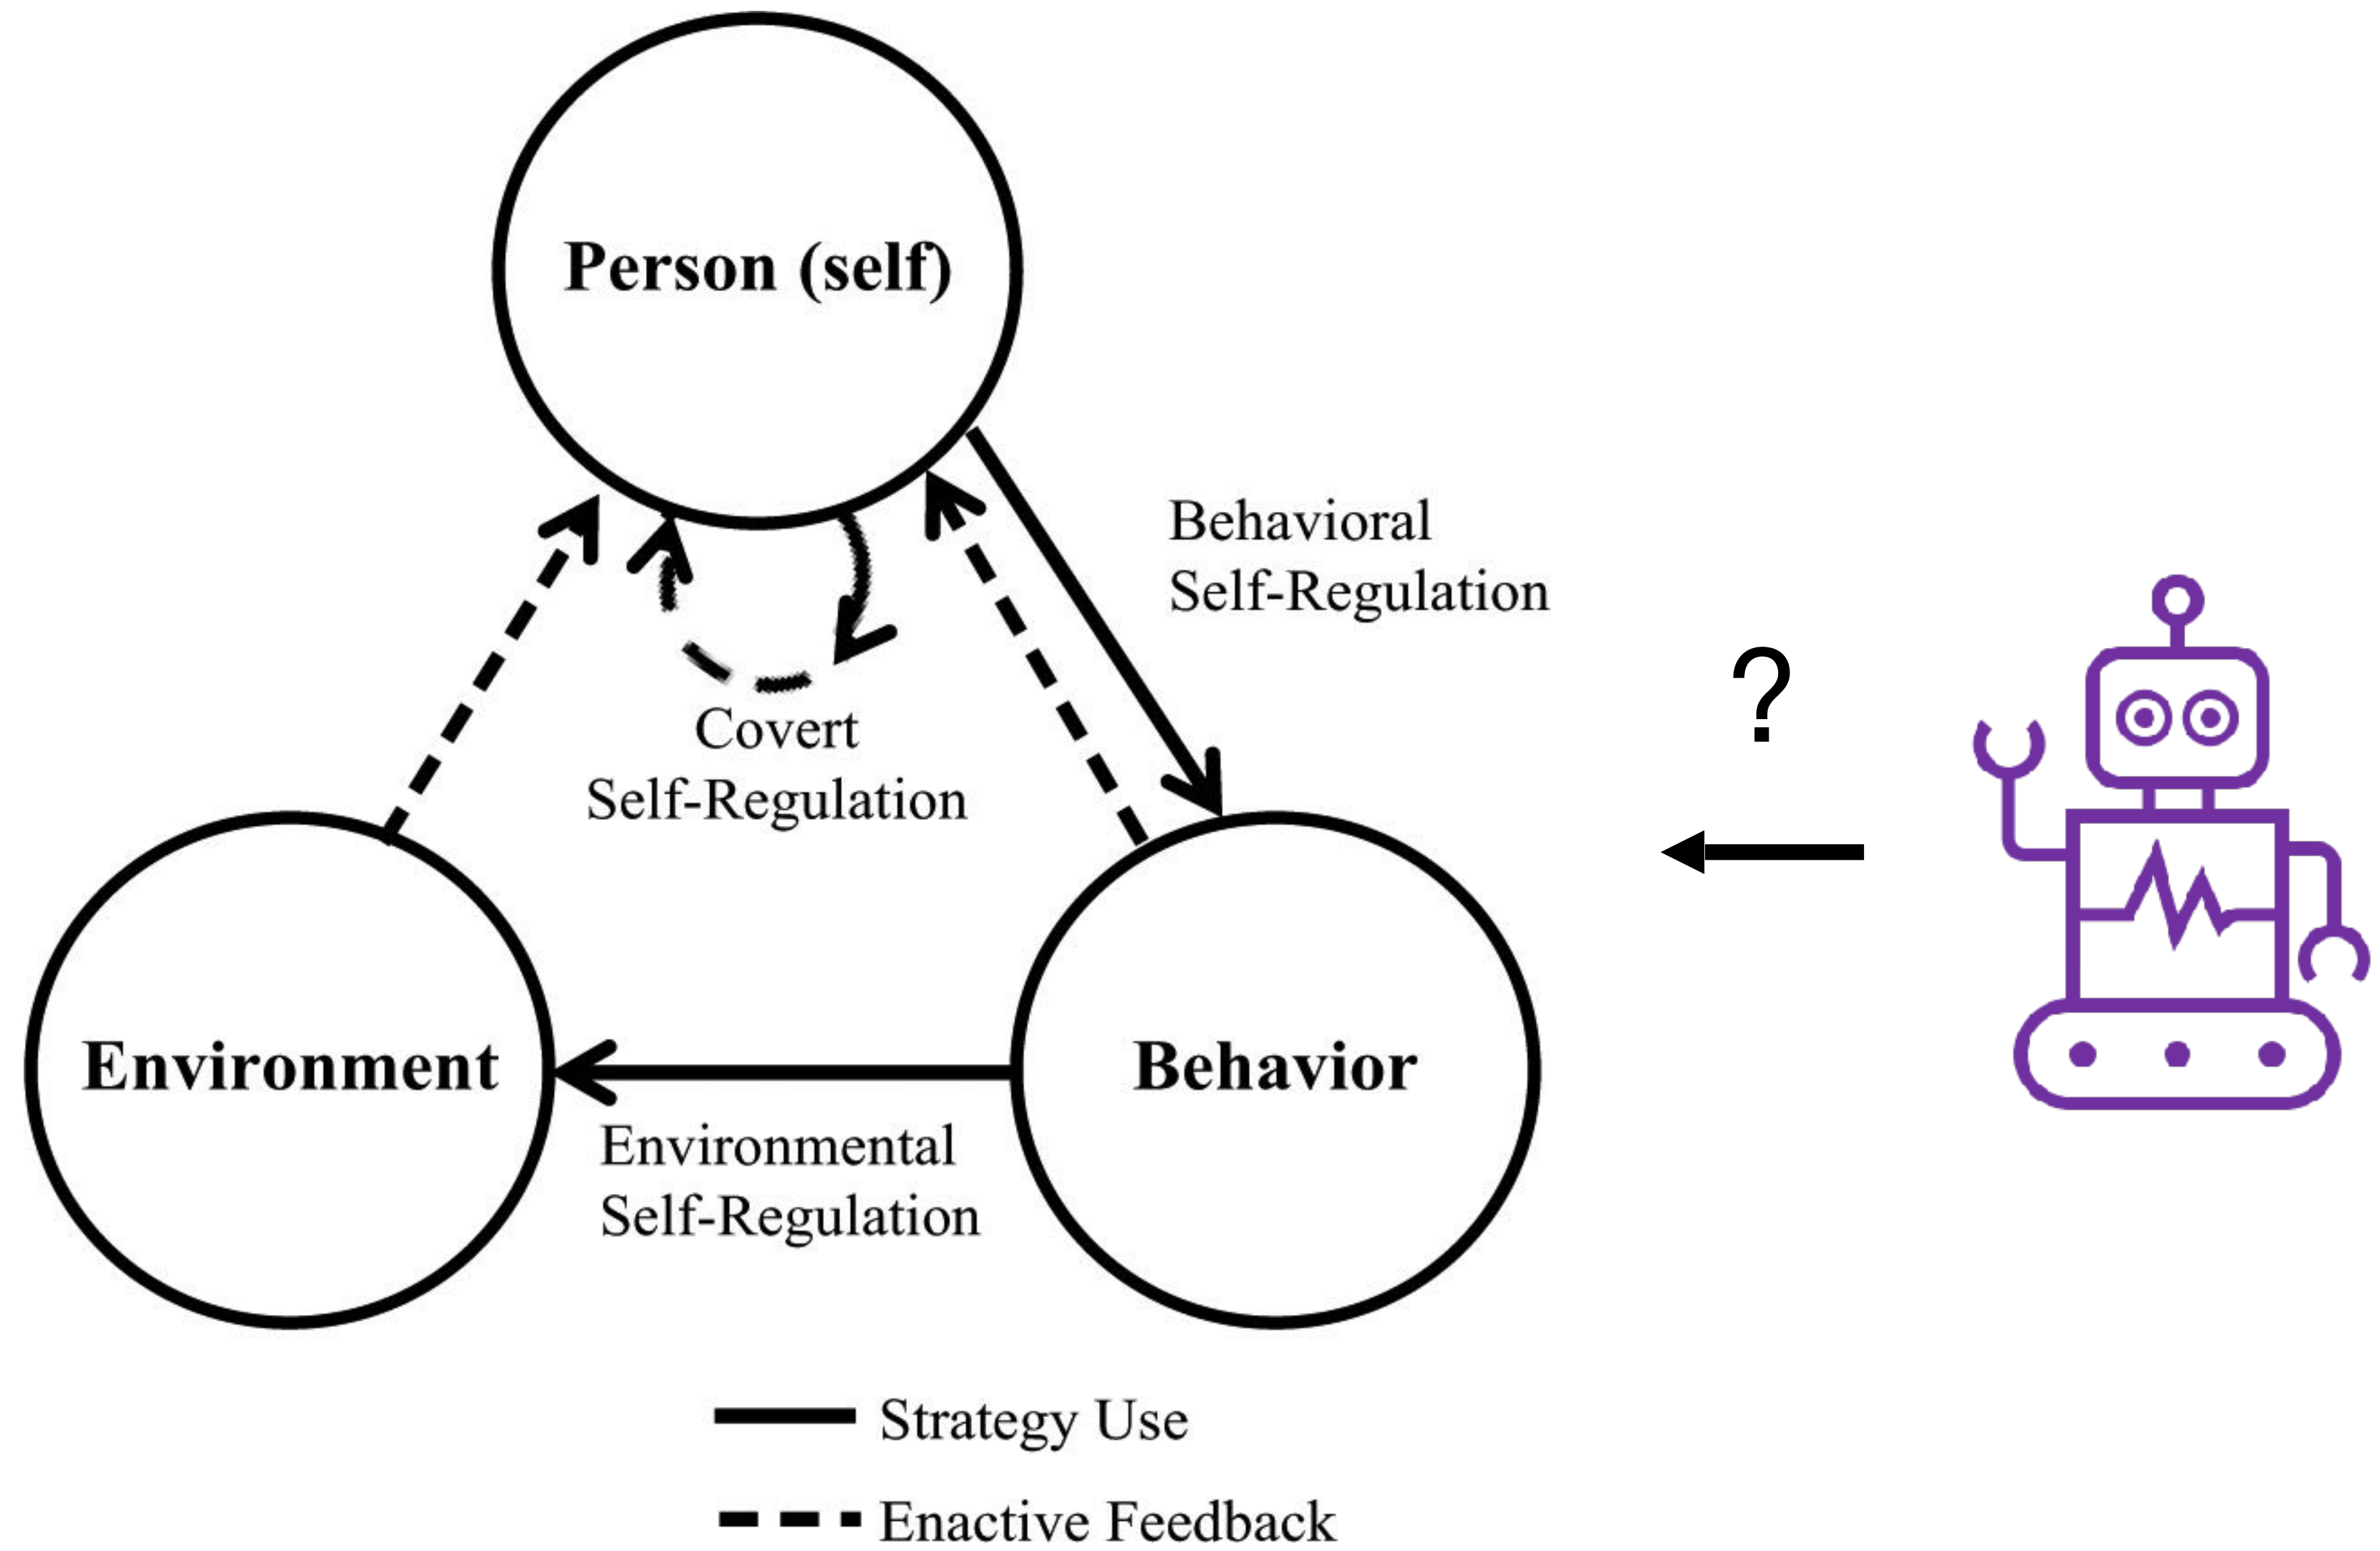 Person (self)
Behavioral
Self-Regulation
?
Covert
Self-Regulation
Environment
Behavior
Environmental
Self-Regulation
Strategy Use
Enactive Feedback